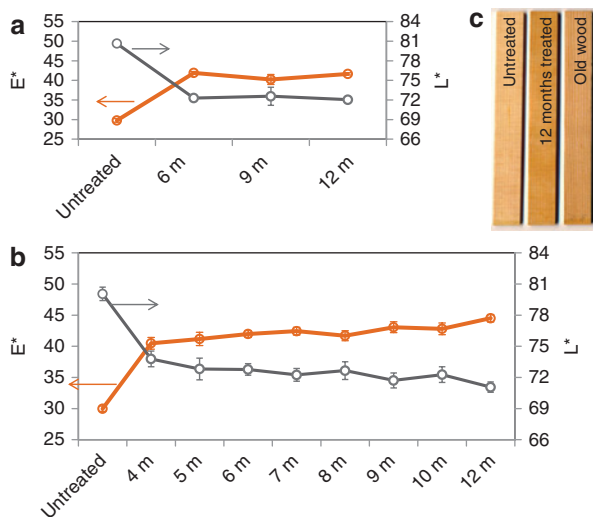 a
55
50
45
40
35
30
25
E*
84
81
78
75
72
69
66
L*
Untreated
6 m
9 m
12 m
c
Untreated
12 months treated
Old wood
b
55
50
45
40
35
30
25
E*
84
81
78
75
72
69
66
L*
Untreated
4 m
5 m
6 m
7 m
8 m
9 m
10 m
12 m